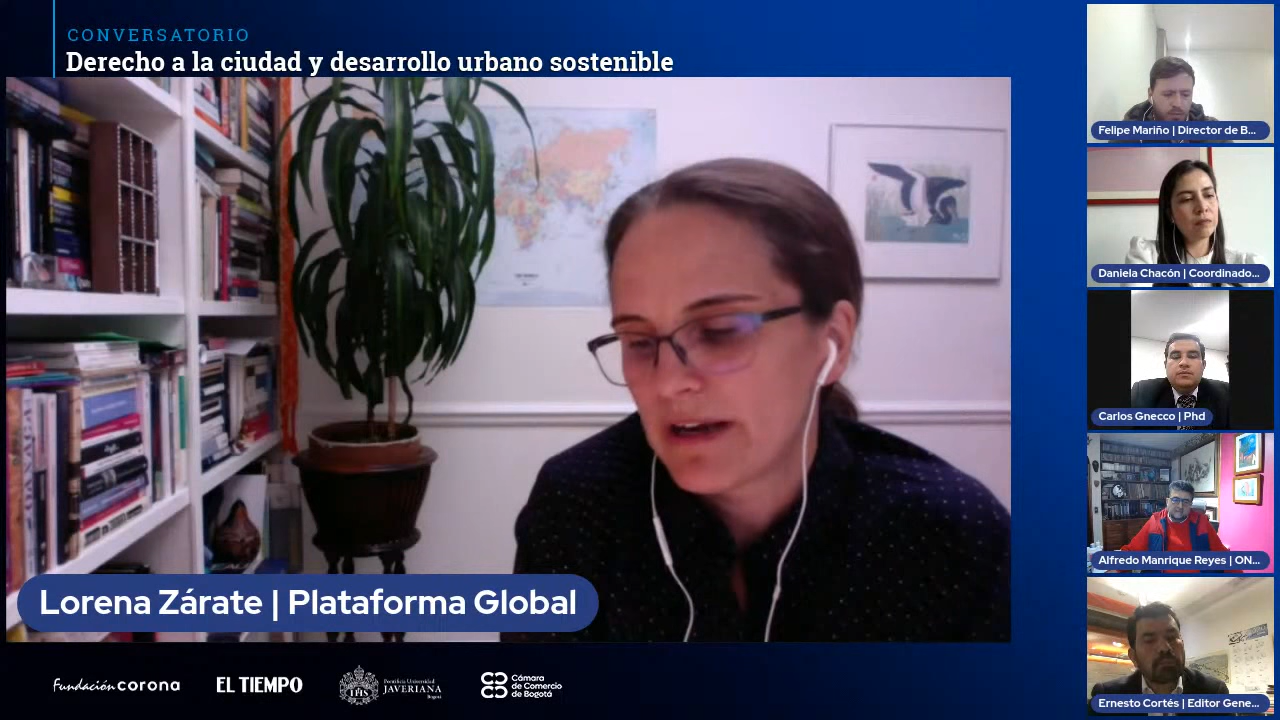 CONVERSATORIO
Derecho a la ciudad y desarrollo urbano sostenible
Lorena Zárate | Plataforma Global
Felipe Mariño | Director de B...
Daniela Chacón | Coordinado...
Carlos Gnecco | Phd
Alfredo Manrique Reyes | ON...
Ernesto Cortés | Editor Gene...
Fundación corona
EL TIEMPO
Pontificia Universidad
JAVERIANA
Bogotá
Cámara
de Comercio
de Bogotá